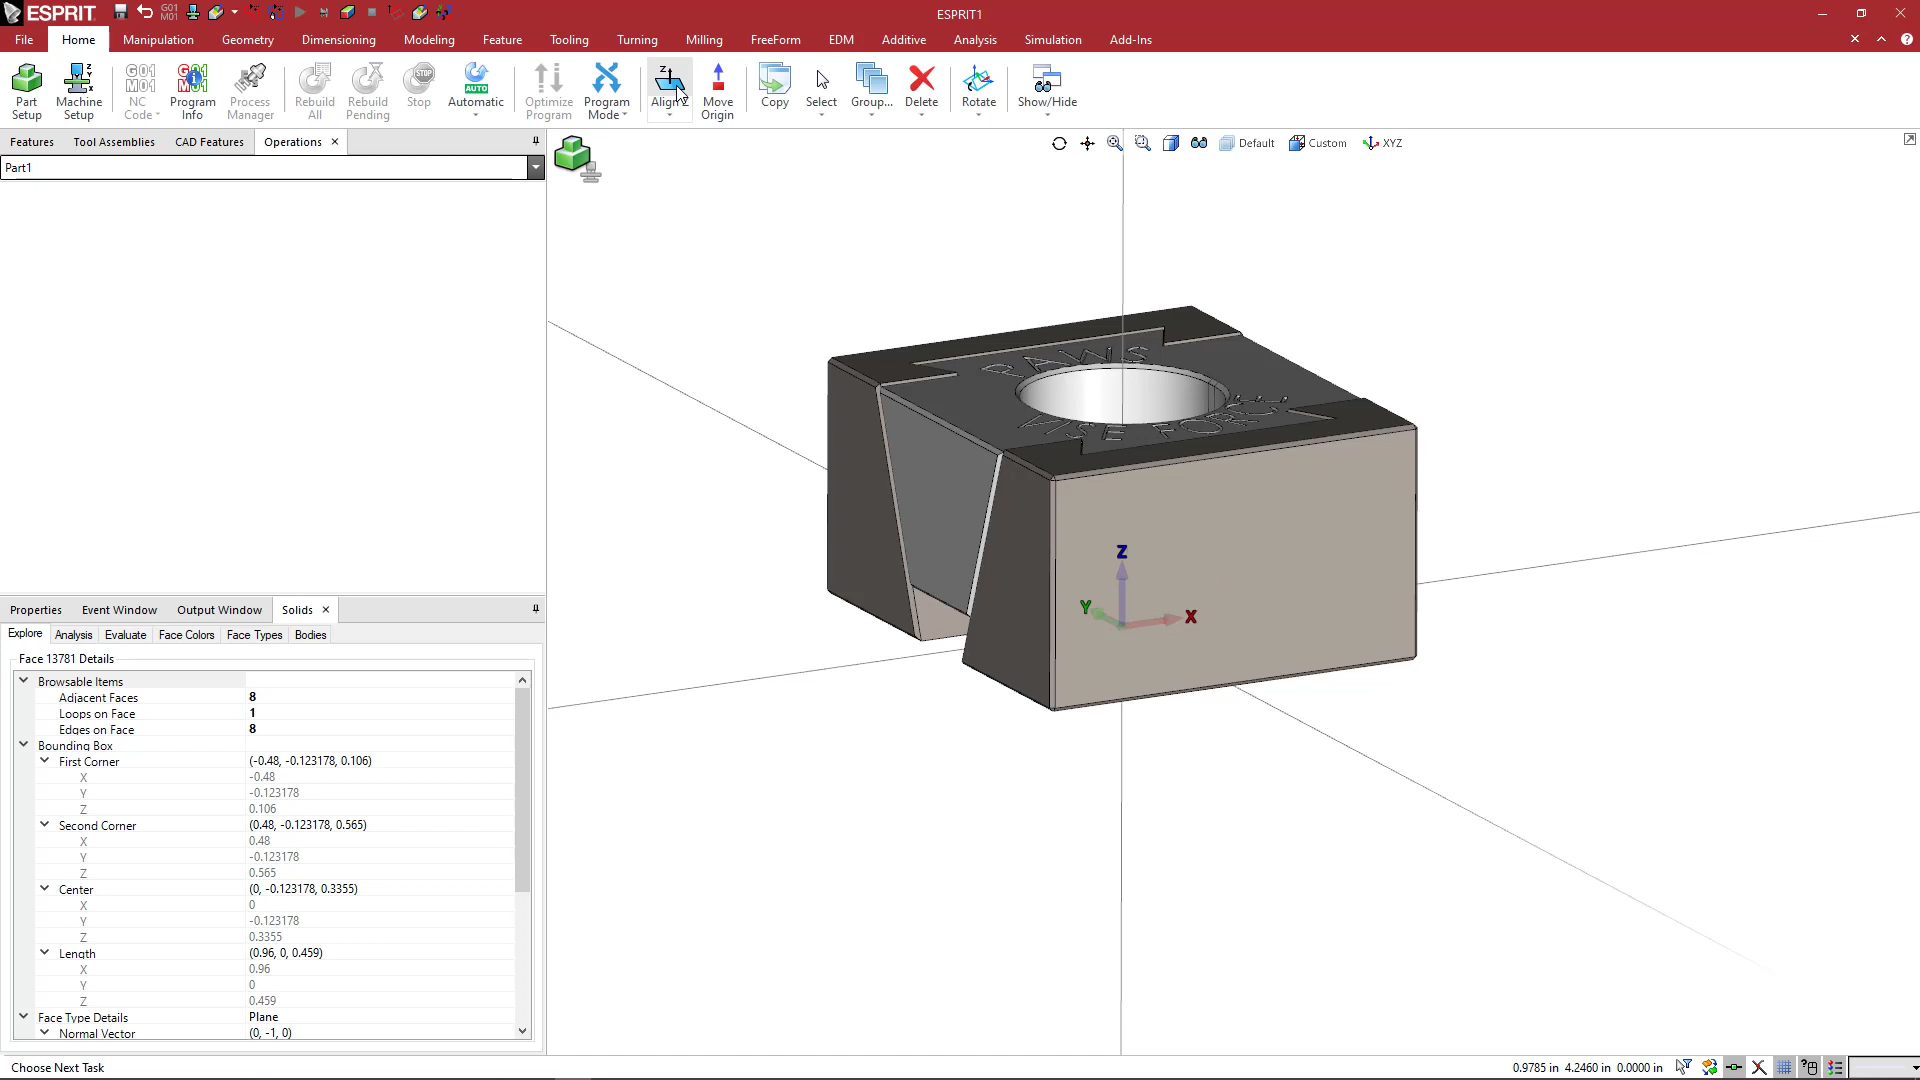 ESPRIT G01 M01 ESPRIT1
File Home Manipulation Geometry Dimensioning Modeling Feature Tooling Turning Milling FreeForm EDM Additive Analysis Simulation Add-Ins
Part Setup Machine Setup NC Code Program Info Process Manager Rebuild All Rebuild Pending Stop Automatic Optimize Program Program Mode Align Z Move Origin Copy Select Group... Delete Rotate Show/Hide
Features Tool Assemblies CAD Features Operations
Part1
Default Custom XYZ
PAWS
VISE FORCE
Z
Y X
Properties Event Window Output Window Solids
Explore Analysis Evaluate Face Colors Face Types Bodies
Face 13781 Details
Browsable Items
Adjacent Faces 8
Loops on Face 1
Edges on Face 8
Bounding Box
First Corner (-0.48, -0.123178, 0.106)
X -0.48
Y -0.123178
Z 0.106
Second Corner (0.48, -0.123178, 0.565)
X 0.48
Y -0.123178
Z 0.565
Center (0, -0.123178, 0.3355)
X 0
Y -0.123178
Z 0.3355
Length (0.96, 0, 0.459)
X 0.96
Y 0
Z 0.459
Face Type Details Plane
Normal Vector (0, -1, 0)
Choose Next Task 0.9785 in 4.2460 in 0.0000 in